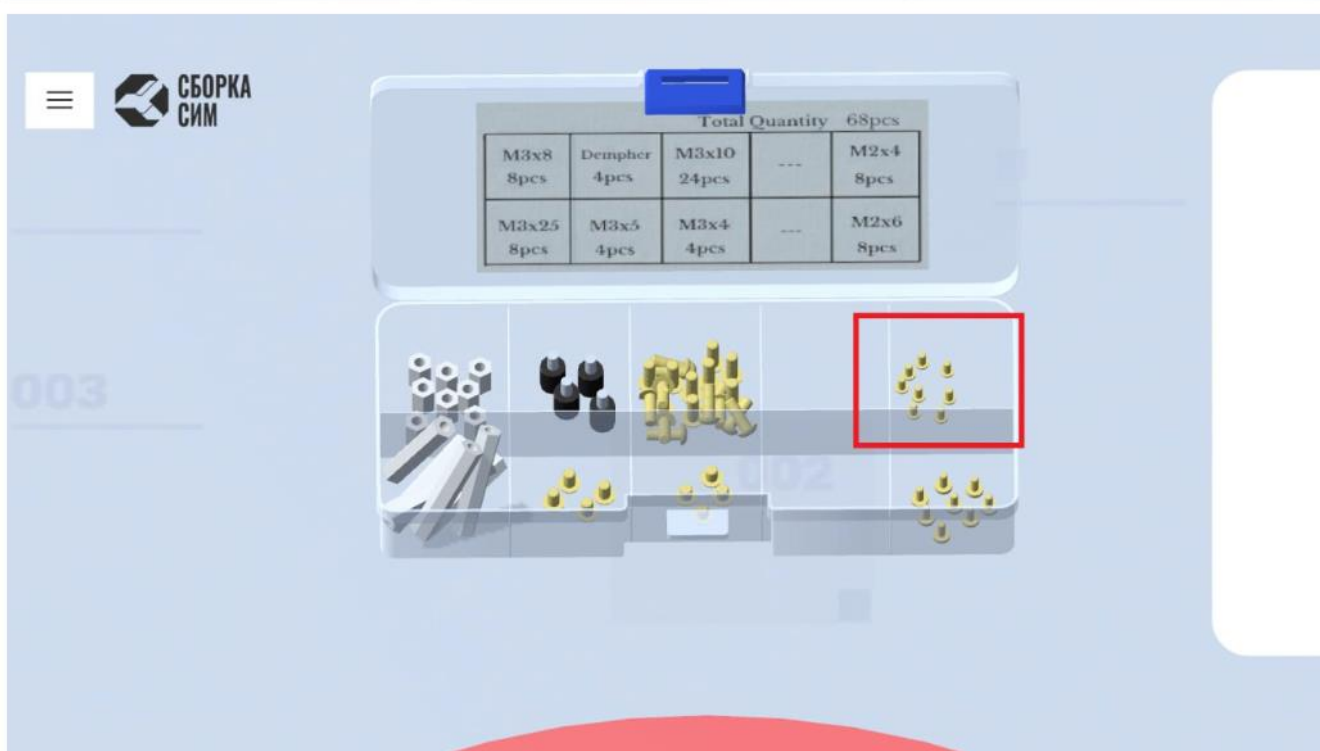 СБОРКА
СИМ
Total Quantity 68pcs
M3x8 Dempher M3x10 --- M2x4
8pcs 4pcs 24pcs 8pcs
M3x25 M3x5 M3x4 --- M2x6
8pcs 4pcs 4pcs 8pcs
003
002